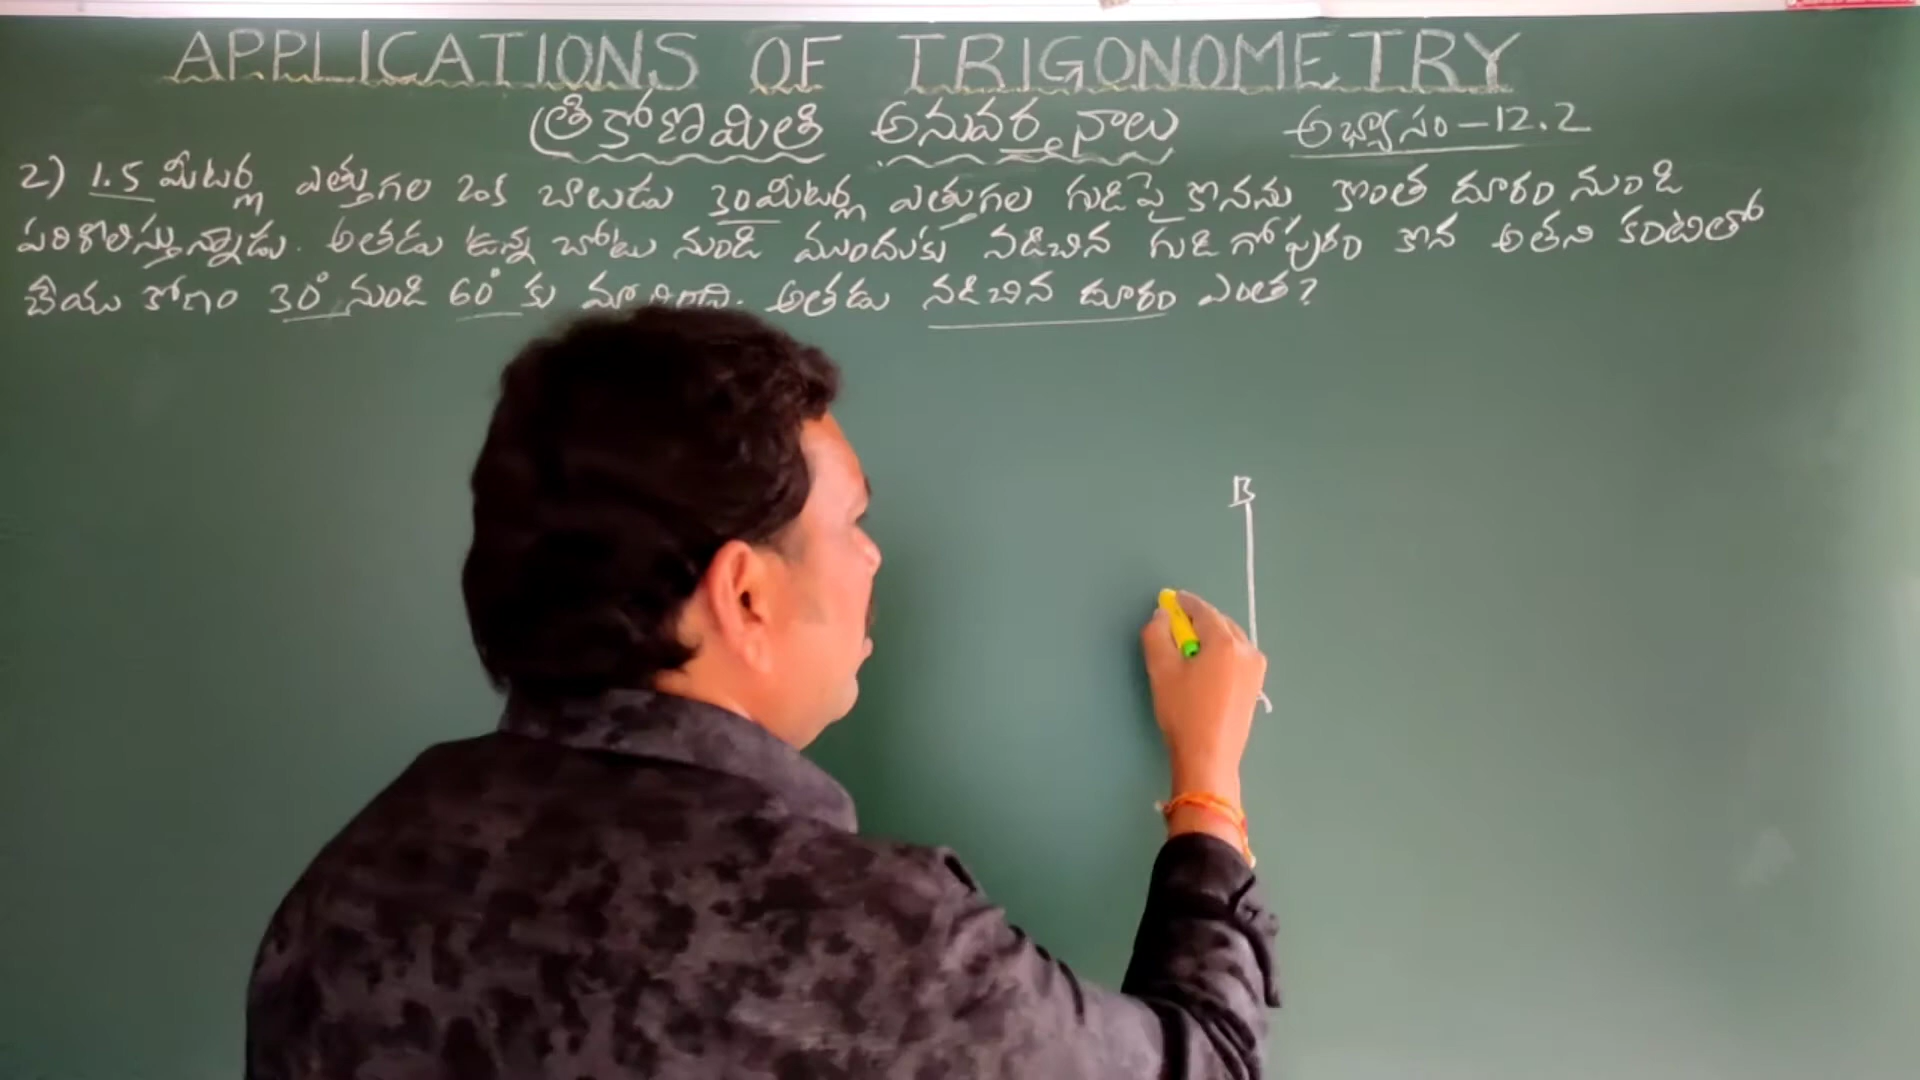 APPLICATIONS OF TRIGONOMETRY
త్రికోణమితి అనువర్తనాలు అభ్యాసం-12.2
2) 1.5 మీటర్ల ఎత్తుగల ఒక బాలుడు 30మీటర్ల ఎత్తుగల గుడిపై కొనను కొంత దూరం నుండి
పరిశీలిస్తున్నాడు. అతడు ఉన్న చోటు నుండి ముందుకు నడిచిన గుడి గోపురం కొన అతని కంటితో
చేయు కోణం 30° నుండి 60° కు అతడు నడిచిన దూరం ఎంత?
B